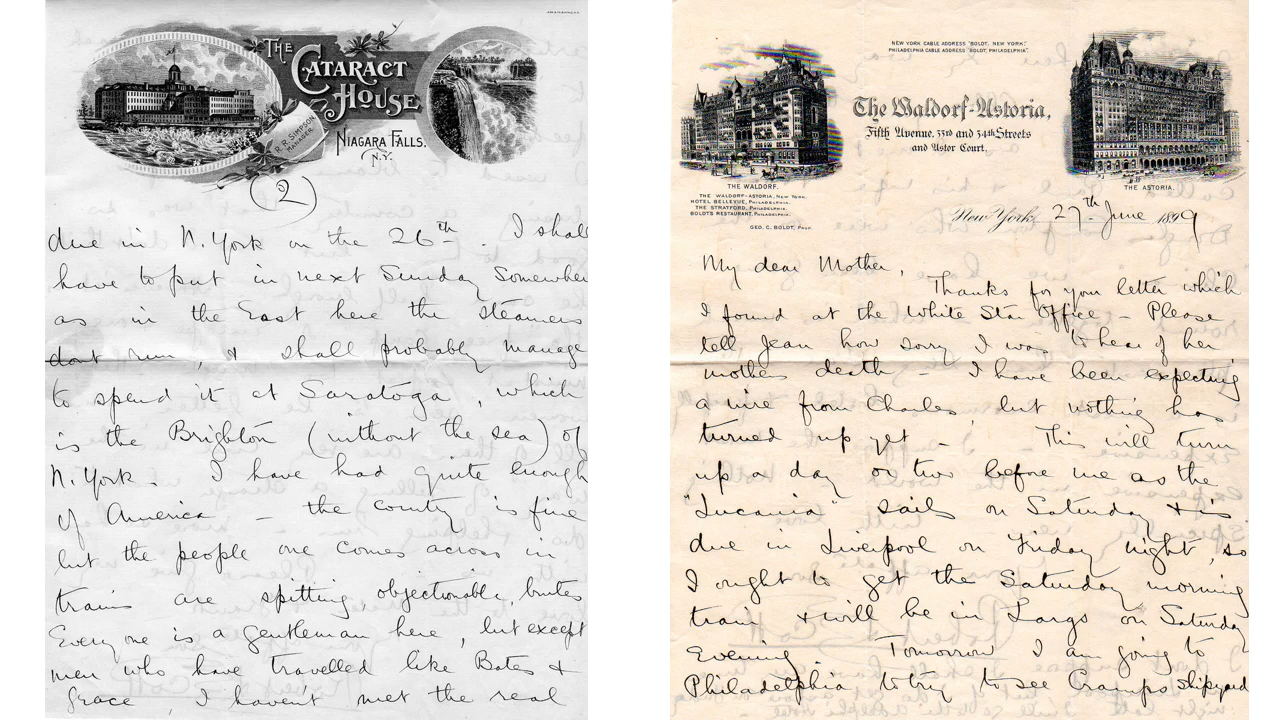 THE
CATARACT
HOUSE
R.R. SIMPSON
MANAGER
NIAGARA FALLS.
N.Y.
(2)
due in N. York on the 26th. I shall
have to put in next Sunday Somewher
as in the East here the steamers
dont run, & shall probably manage
to spend it at Saratoga, which
is the Brighton (without the sea) of
N. York. I have had quite enough
of America – the country is fine
but the people one comes across in
trains are spitting objectionable, brutes
Every one is a gentleman here, but except
men who have travelled like Bates &
Grace, I havent met the real
NEW YORK CABLE ADDRESS "BOLDT, NEW YORK."
PHILADELPHIA CABLE ADDRESS "BOLDT, PHILADELPHIA".
The Waldorf-Astoria,
Fifth Avenue, 33rd and 34th Streets
and Astor Court,
THE WALDORF.
THE ASTORIA.
THE WALDORF-ASTORIA, NEW YORK.
HOTEL BELLEVUE, PHILADELPHIA.
THE STRATFORD, PHILADELPHIA.
BOLDT'S RESTAURANT, PHILADELPHIA.
GEO. C. BOLDT, PROP.
New York, 27th June 1899
My dear Mother,
Thanks for your letter which
I found at the White Star Office – Please
tell Jean how sorry I was to hear of her
mothers death – I have been expecting
a wire from Charles but nothing has
turned up yet – This will turn
up a day or two before me as the
"Lucania" sails on Saturday & is
due in Liverpool on Friday night, so
I ought to get the Saturday morning
train & will be in Largs on Saturday
Evening. Tomorrow I am going to
Philadelphia to try to see Cramps shipyard